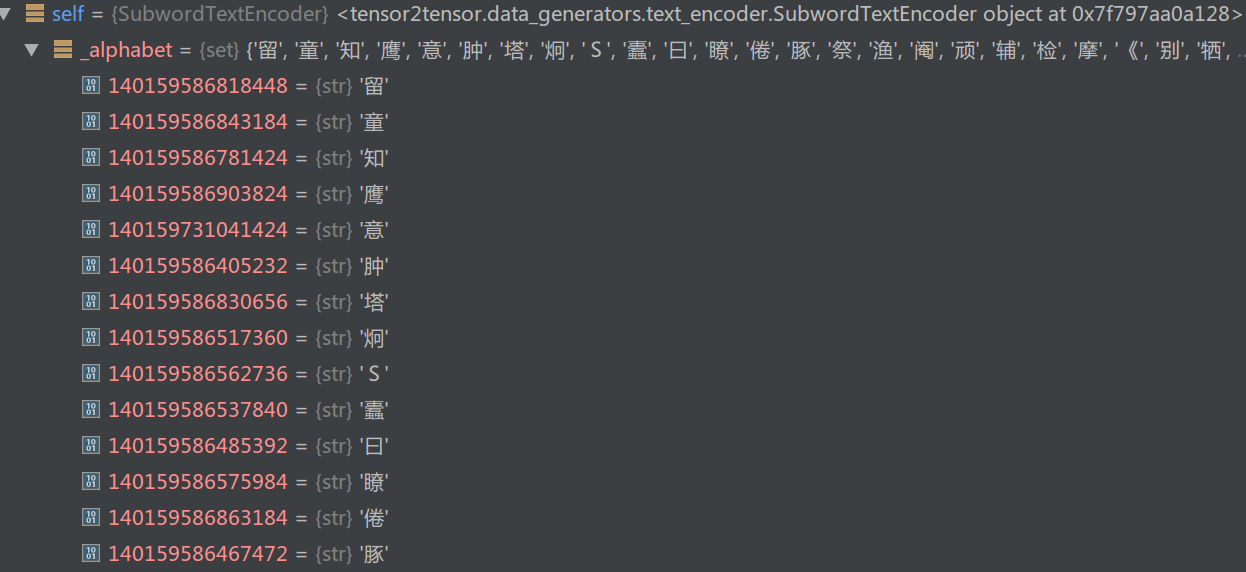 self = {SubwordTextEncoder} <tensor2tensor.data_generators.text_encoder.SubwordTextEncoder object at 0x7f797aa0a128>
_alphabet = {set} {'留', '童', '知', '鹰', '意', '肿', '塔', '炯', 'Ｓ', '蠹', '曰', '瞭', '倦', '豚', '祭', '渔', '阉', '顽', '辅', '检', '摩', '《', '别', '牺', ...
140159586818448 = {str} '留'
140159586843184 = {str} '童'
140159586781424 = {str} '知'
140159586903824 = {str} '鹰'
140159731041424 = {str} '意'
140159586405232 = {str} '肿'
140159586830656 = {str} '塔'
140159586517360 = {str} '炯'
140159586562736 = {str} 'Ｓ'
140159586537840 = {str} '蠹'
140159586485392 = {str} '曰'
140159586575984 = {str} '瞭'
140159586863184 = {str} '倦'
140159586467472 = {str} '豚'